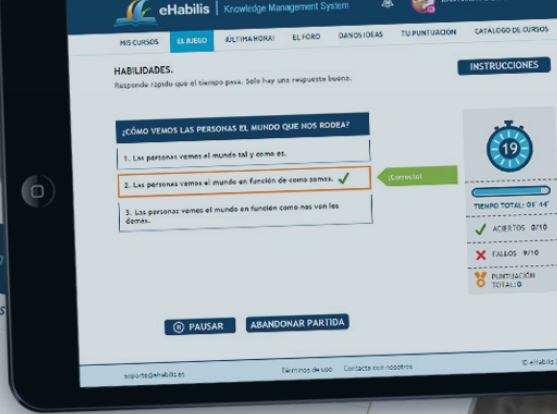 eHabilis | Knowledge Management System
MIS CURSOS EL JUEGO ¡ÚLTIMA HORA! EL FORO DANOS IDEAS TU PUNTUACIÓN CATÁLOGO DE CURSOS
HABILIDADES.
Responde rápido que el tiempo pasa. Solo hay una respuesta buena.
INSTRUCCIONES
¿CÓMO VEMOS LAS PERSONAS EL MUNDO QUE NOS RODEA?
1. Las personas vemos el mundo tal y como es.
2. Las personas vemos el mundo en función de como somos.
¡Correcto!
3. Las personas vemos el mundo en función como nos ven los
demás.
19
TIEMPO TOTAL: 01' 44'
ACIERTOS 0/10
FALLOS 9/10
PUNTUACIÓN
TOTAL: 0
PAUSAR
ABANDONAR PARTIDA
soporte@ehabilis.es Términos de uso Contacta con nosotros © eHabilis